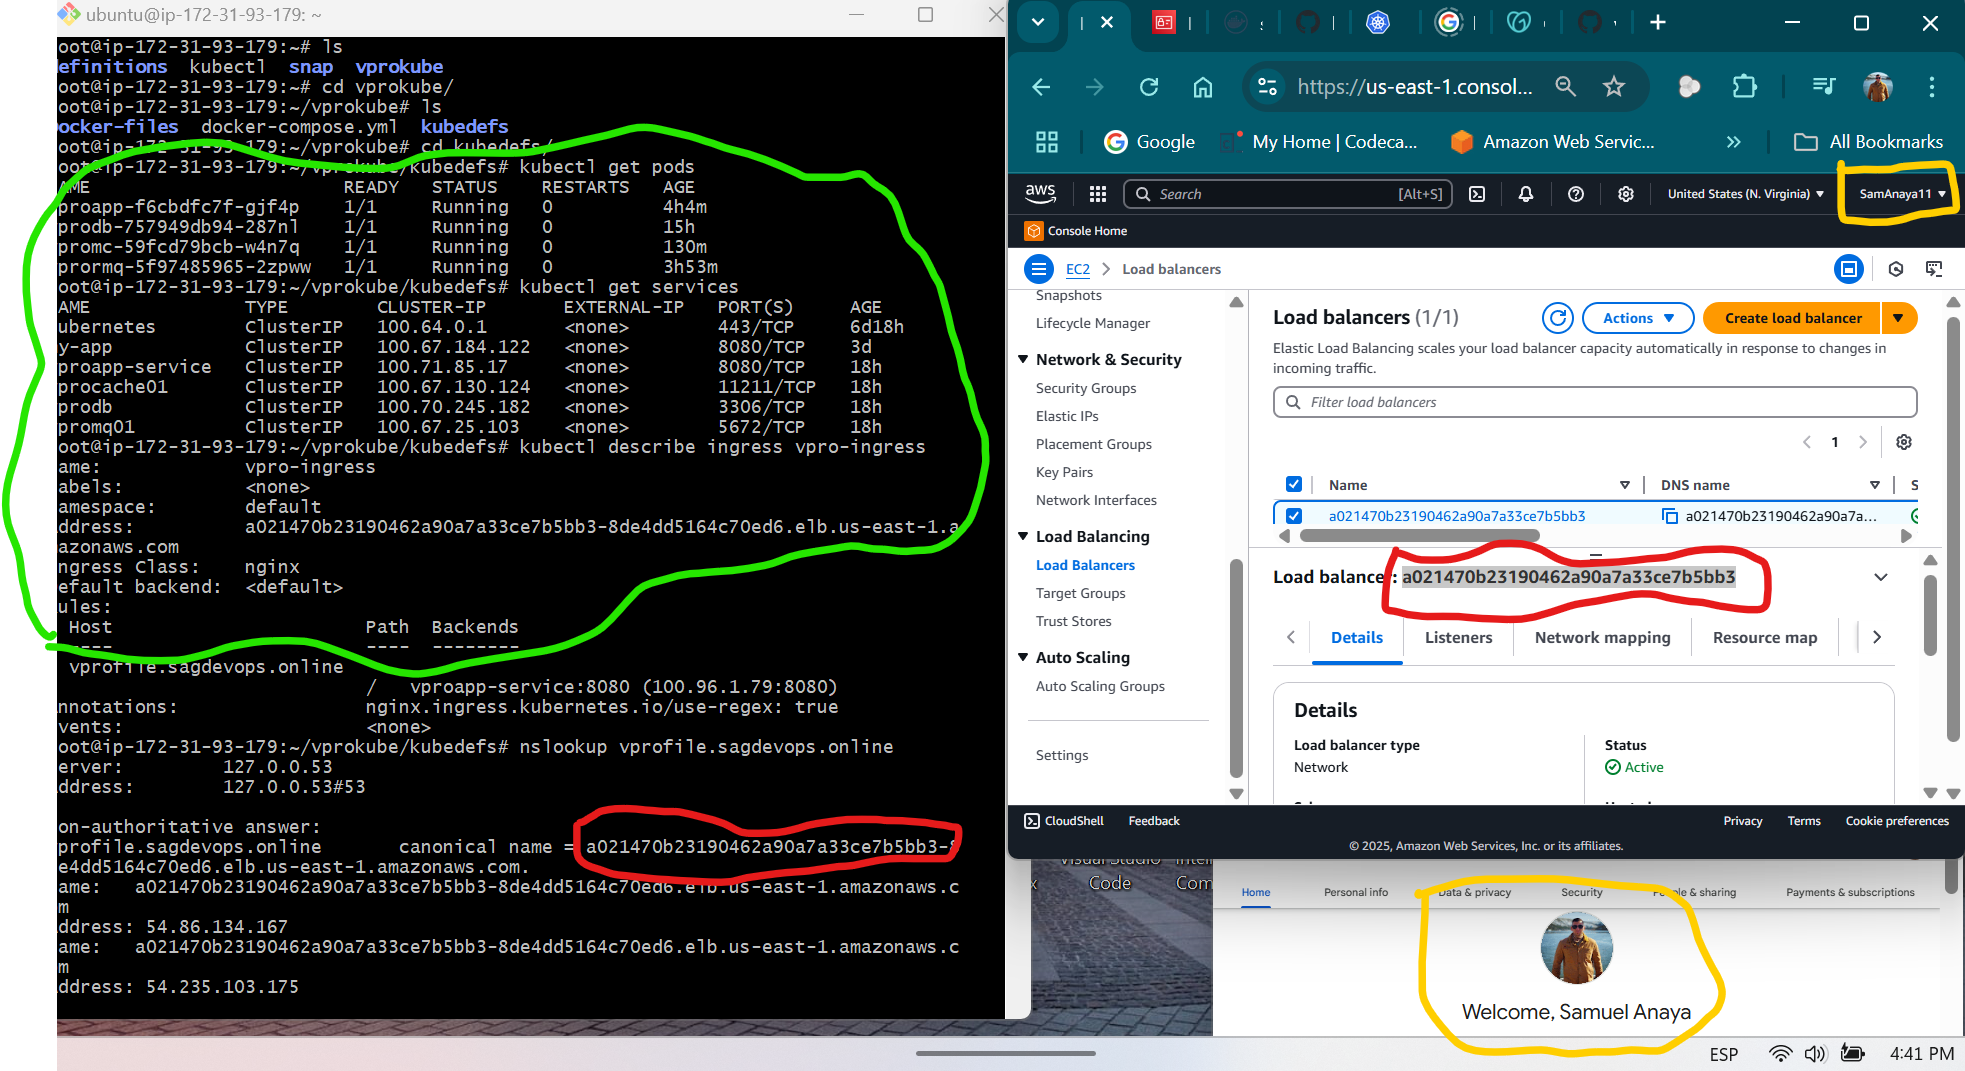 ubuntu@ip-172-31-93-179: ~
oot@ip-172-31-93-179:~# ls
efinitions  kubectl  snap  vprokube
oot@ip-172-31-93-179:~# cd vprokube/
oot@ip-172-31-93-179:~/vprokube# ls
ocker-files  docker-compose.yml  kubedefs
oot@ip-172-31-93-179:~/vprokube# cd kubedefs/
oot@ip-172-31-93-179:~/vprokube/kubedefs# kubectl get pods
AME READY STATUS RESTARTS AGE
proapp-f6cbdfc7f-gjf4p 1/1 Running 0 4h4m
prodb-757949db94-287nl 1/1 Running 0 15h
promc-59fcd79bcb-w4n7q 1/1 Running 0 130m
prormq-5f97485965-2zpww 1/1 Running 0 3h53m
oot@ip-172-31-93-179:~/vprokube/kubedefs# kubectl get services
AME TYPE CLUSTER-IP EXTERNAL-IP PORT(S) AGE
ubernetes ClusterIP 100.64.0.1 <none> 443/TCP 6d18h
y-app ClusterIP 100.67.184.122 <none> 8080/TCP 3d
proapp-service ClusterIP 100.71.85.17 <none> 8080/TCP 18h
procache01 ClusterIP 100.67.130.124 <none> 11211/TCP 18h
prodb ClusterIP 100.70.245.182 <none> 3306/TCP 18h
promq01 ClusterIP 100.67.25.103 <none> 5672/TCP 18h
oot@ip-172-31-93-179:~/vprokube/kubedefs# kubectl describe ingress vpro-ingress
ame: vpro-ingress
abels: <none>
amespace: default
ddress: a021470b23190462a90a7a33ce7b5bb3-8de4dd5164c70ed6.elb.us-east-1.a
azonaws.com
ngress Class: nginx
efault backend: <default>
ules:
Host Path Backends
---- ---- --------
vprofile.sagdevops.online
/ vproapp-service:8080 (100.96.1.79:8080)
nnotations: nginx.ingress.kubernetes.io/use-regex: true
vents: <none>
oot@ip-172-31-93-179:~/vprokube/kubedefs# nslookup vprofile.sagdevops.online
erver: 127.0.0.53
ddress: 127.0.0.53#53
on-authoritative answer:
profile.sagdevops.online canonical name = a021470b23190462a90a7a33ce7b5bb3-8
e4dd5164c70ed6.elb.us-east-1.amazonaws.com.
ame: a021470b23190462a90a7a33ce7b5bb3-8de4dd5164c70ed6.elb.us-east-1.amazonaws.c
m
ddress: 54.86.134.167
ame: a021470b23190462a90a7a33ce7b5bb3-8de4dd5164c70ed6.elb.us-east-1.amazonaws.c
m
ddress: 54.235.103.175
https://us-east-1.consol...
Google
My Home | Codeca...
Amazon Web Servic...
All Bookmarks
aws
Search [Alt+S]
United States (N. Virginia)
SamAnaya11
Console Home
EC2 > Load balancers
Snapshots
Lifecycle Manager
Network & Security
Security Groups
Elastic IPs
Placement Groups
Key Pairs
Network Interfaces
Load Balancing
Load Balancers
Target Groups
Trust Stores
Auto Scaling
Auto Scaling Groups
Settings
Load balancers (1/1)
Actions
Create load balancer
Elastic Load Balancing scales your load balancer capacity automatically in response to changes in
incoming traffic.
Filter load balancers
1
Name
DNS name
S
a021470b23190462a90a7a33ce7b5bb3
a021470b23190462a90a7a...
Load balancer: a021470b23190462a90a7a33ce7b5bb3
Details
Listeners
Network mapping
Resource map
Details
Load balancer type
Network
Status
Active
CloudShell
Feedback
Privacy
Terms
Cookie preferences
© 2025, Amazon Web Services, Inc. or its affiliates.
Visual Studio
Code
Com
Home
Personal info
Data & privacy
Security
People & sharing
Payments & subscriptions
Welcome, Samuel Anaya
ESP
4:41 PM